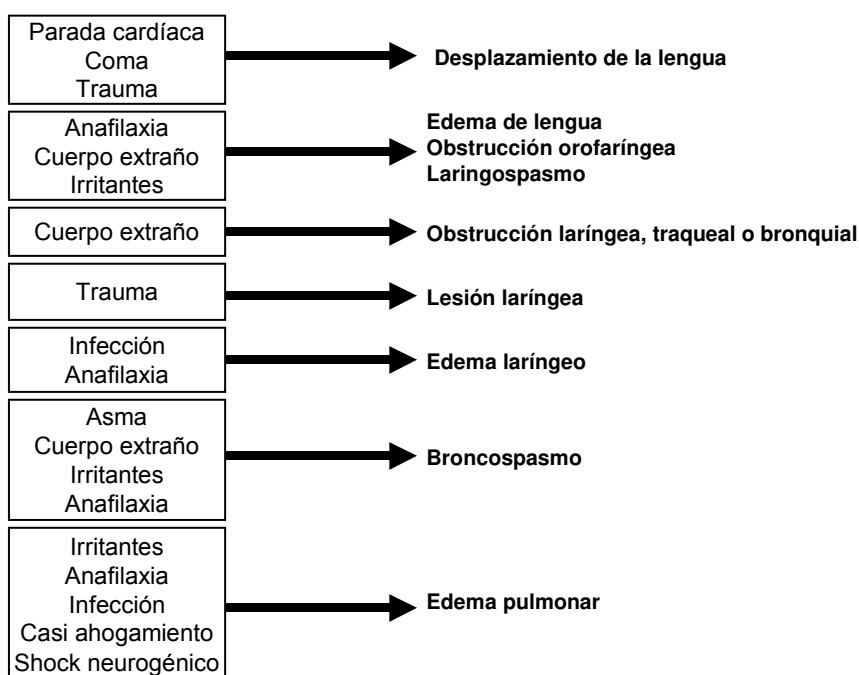 Parada cardíaca
Coma
Trauma
Desplazamiento de la lengua
Anafilaxia
Cuerpo extraño
Irritantes
Edema de lengua
Obstrucción orofaríngea
Laringospasmo
Cuerpo extraño
Obstrucción laríngea, traqueal o bronquial
Trauma
Lesión laríngea
Infección
Anafilaxia
Edema laríngeo
Asma
Cuerpo extraño
Irritantes
Anafilaxia
Broncospasmo
Irritantes
Anafilaxia
Infección
Casi ahogamiento
Shock neurogénico
Edema pulmonar